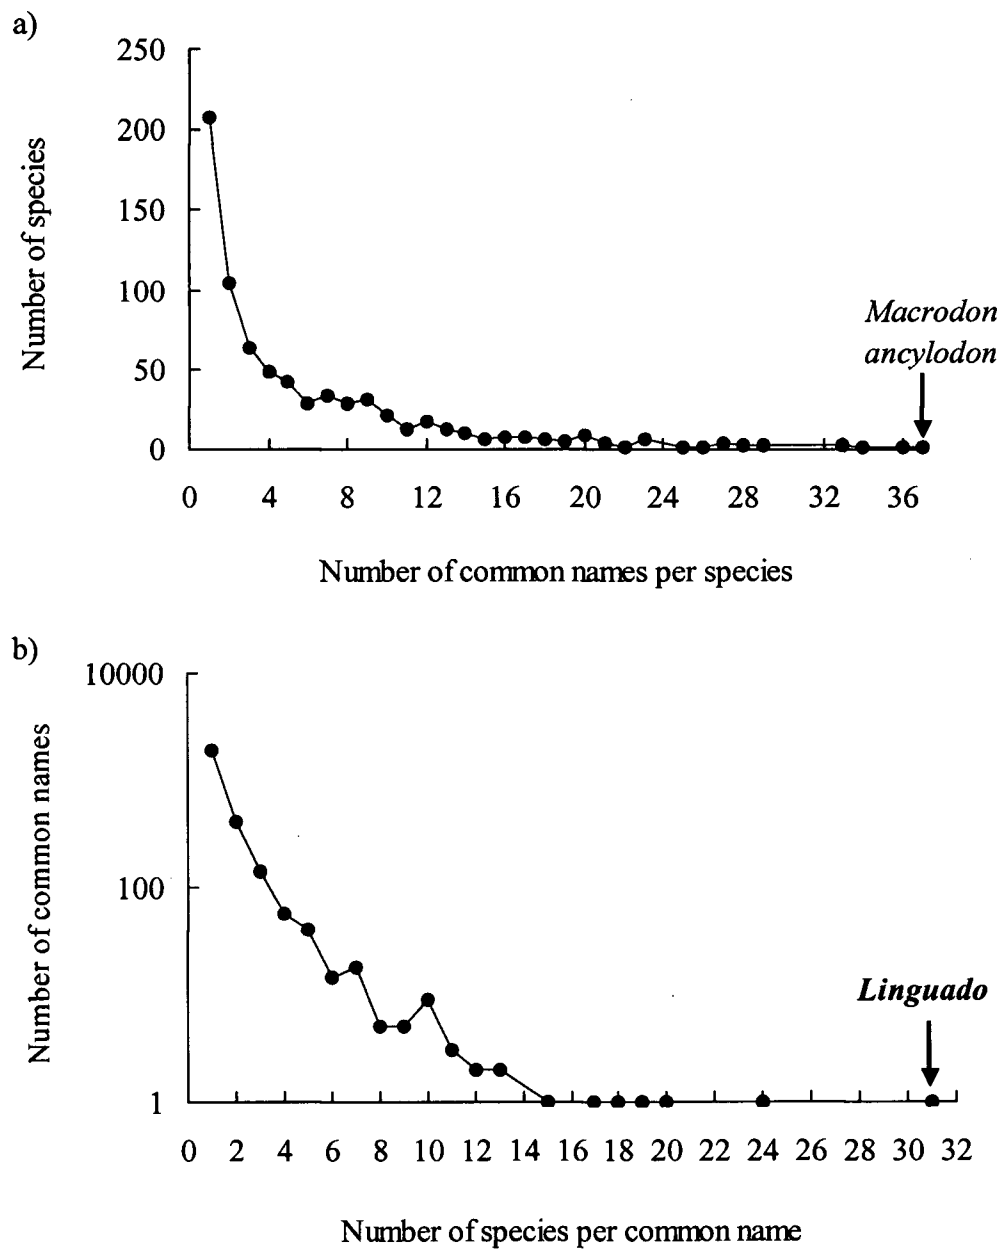 a)
250
200
150
100
50
0
Number of species
Macrodon
ancylodon
0 4 8 12 16 20 24 28 32 36
Number of common names per species
b)
10000
100
1
Number of common names
Linguado
0 2 4 6 8 10 12 14 16 18 20 22 24 26 28 30 32
Number of species per common name